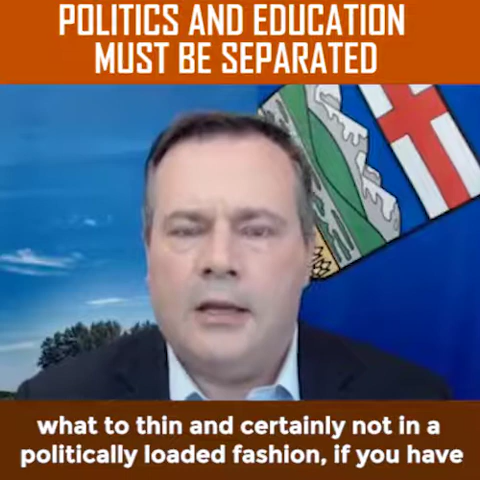 POLITICS AND EDUCATION
MUST BE SEPARATED
what to thin and certainly not in a
politically loaded fashion, if you have